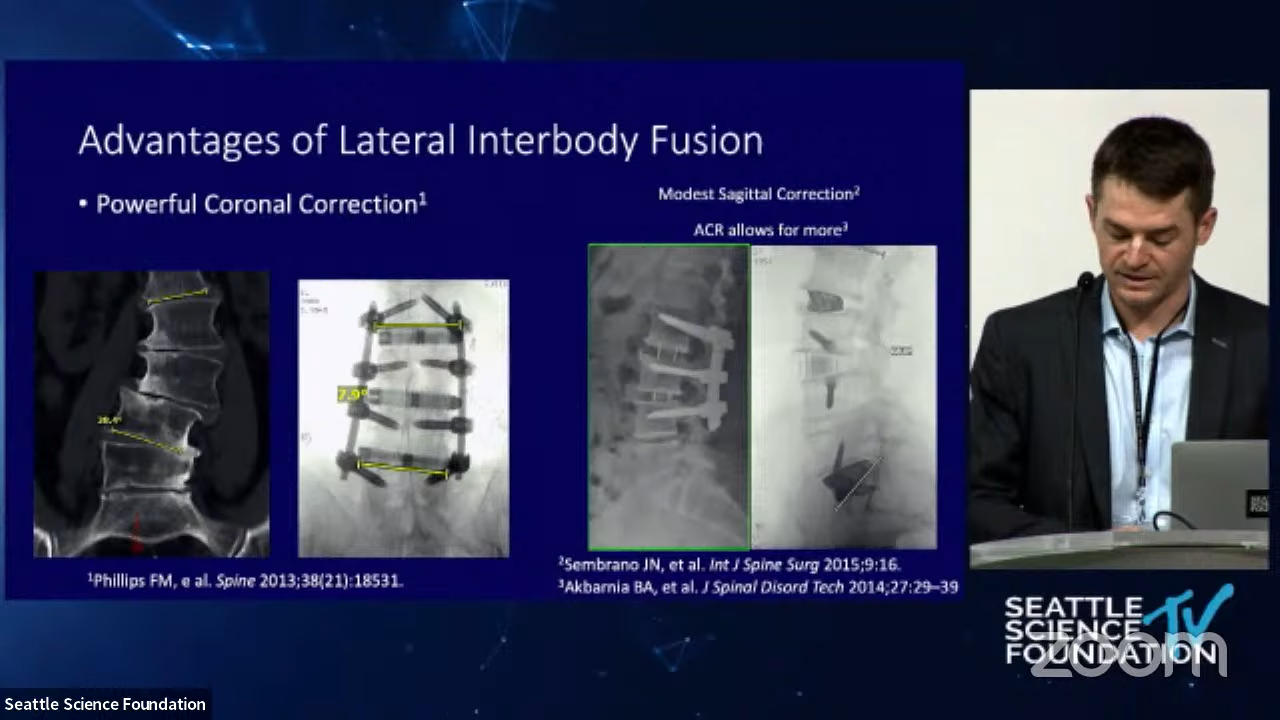 Advantages of Lateral Interbody Fusion
• Powerful Coronal Correction1
Modest Sagittal Correction2
ACR allows for more3
7.9º
1Phillips FM, e al. Spine 2013;38(21):18531.
2Sembrano JN, et al. Int J Spine Surg 2015;9:16.
3Akbarnia BA, et al. J Spinal Disord Tech 2014;27:29–39
SEATTLE
SCIENCE
FOUNDATION
TV
zoom
Seattle Science Foundation